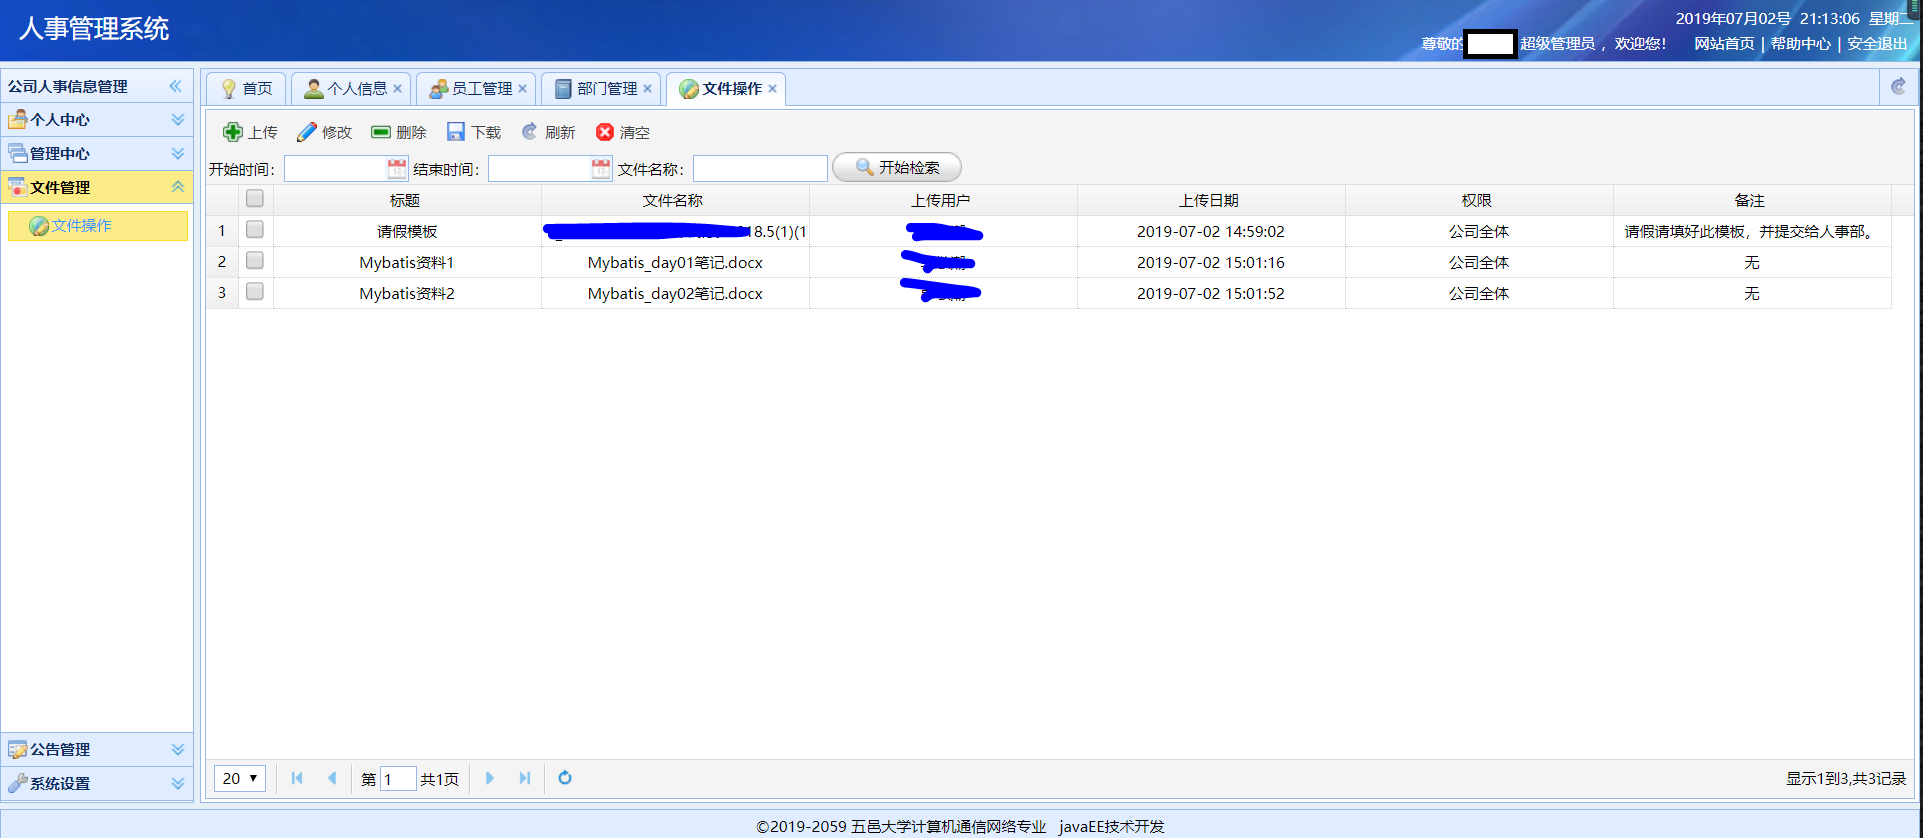 人事管理系统
2019年07月02号 21:13:06 星期二
尊敬的 超级管理员 ，欢迎您！ 网站首页 | 帮助中心 | 安全退出
公司人事信息管理
个人中心
管理中心
文件管理
文件操作
公告管理
系统设置
首页 个人信息 员工管理 部门管理 文件操作
上传 修改 删除 下载 刷新 清空
开始时间： 结束时间： 文件名称： 开始检索
标题 文件名称 上传用户 上传日期 权限 备注
1 请假模板 18.5(1)(1 2019-07-02 14:59:02 公司全体 请假请填好此模板，并提交给人事部。
2 Mybatis资料1 Mybatis_day01笔记.docx 2019-07-02 15:01:16 公司全体 无
3 Mybatis资料2 Mybatis_day02笔记.docx 2019-07-02 15:01:52 公司全体 无
20 第 1 共1页 显示1到3,共3记录
©2019-2059 五邑大学计算机通信网络专业 javaEE技术开发